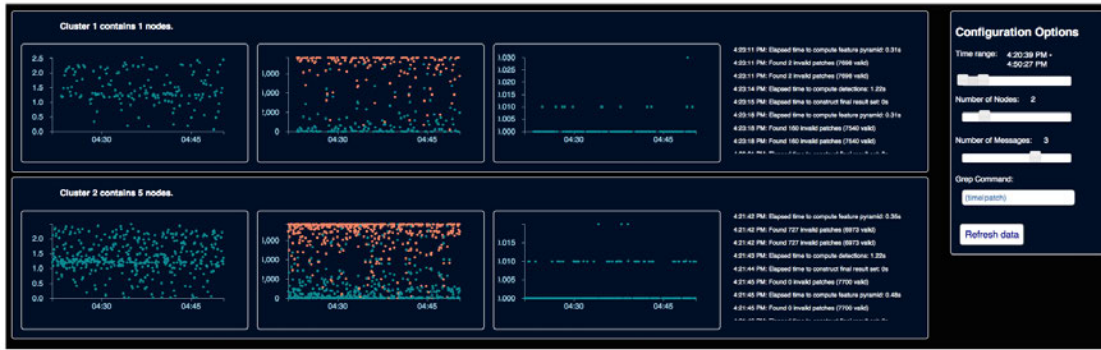 Cluster 1 contains 1 nodes.
2.5
2.0
1.5
1.0
0.5
0.0
04:30
04:45
1,000
1,000
2,000
0
04:30
04:45
1.030
1.020
1.010
1.000
04:30
04:45
4:23:11 PM: Elapsed time to compute feature pyramid: 0.31s
4:23:11 PM: Found 2 invalid patches (7698 valid)
4:23:11 PM: Found 2 invalid patches (7698 valid)
4:23:14 PM: Elapsed time to compute detections: 1.22s
4:23:15 PM: Elapsed time to construct final result set: 0s
4:23:18 PM: Elapsed time to compute feature pyramid: 0.31s
4:23:18 PM: Found 160 invalid patches (7540 valid)
4:23:18 PM: Found 160 invalid patches (7540 valid)
Cluster 2 contains 5 nodes.
2.0
1.5
1.0
0.5
0.0
04:30
04:45
2,000
0
04:30
04:45
1.015
1.010
1.005
1.000
04:30
04:45
4:21:42 PM: Elapsed time to compute feature pyramid: 0.36s
4:21:42 PM: Found 727 invalid patches (6973 valid)
4:21:42 PM: Found 727 invalid patches (6973 valid)
4:21:43 PM: Elapsed time to compute detections: 1.22s
4:21:44 PM: Elapsed time to construct final result set: 0s
4:21:45 PM: Found 0 invalid patches (7700 valid)
4:21:45 PM: Elapsed time to compute feature pyramid: 0.48s
4:21:45 PM: Found 0 invalid patches (7700 valid)
Configuration Options
Time range: 4:20:39 PM -
4:50:27 PM
Number of Nodes: 2
Number of Messages: 3
Grep Command:
(time|patch)
Refresh data